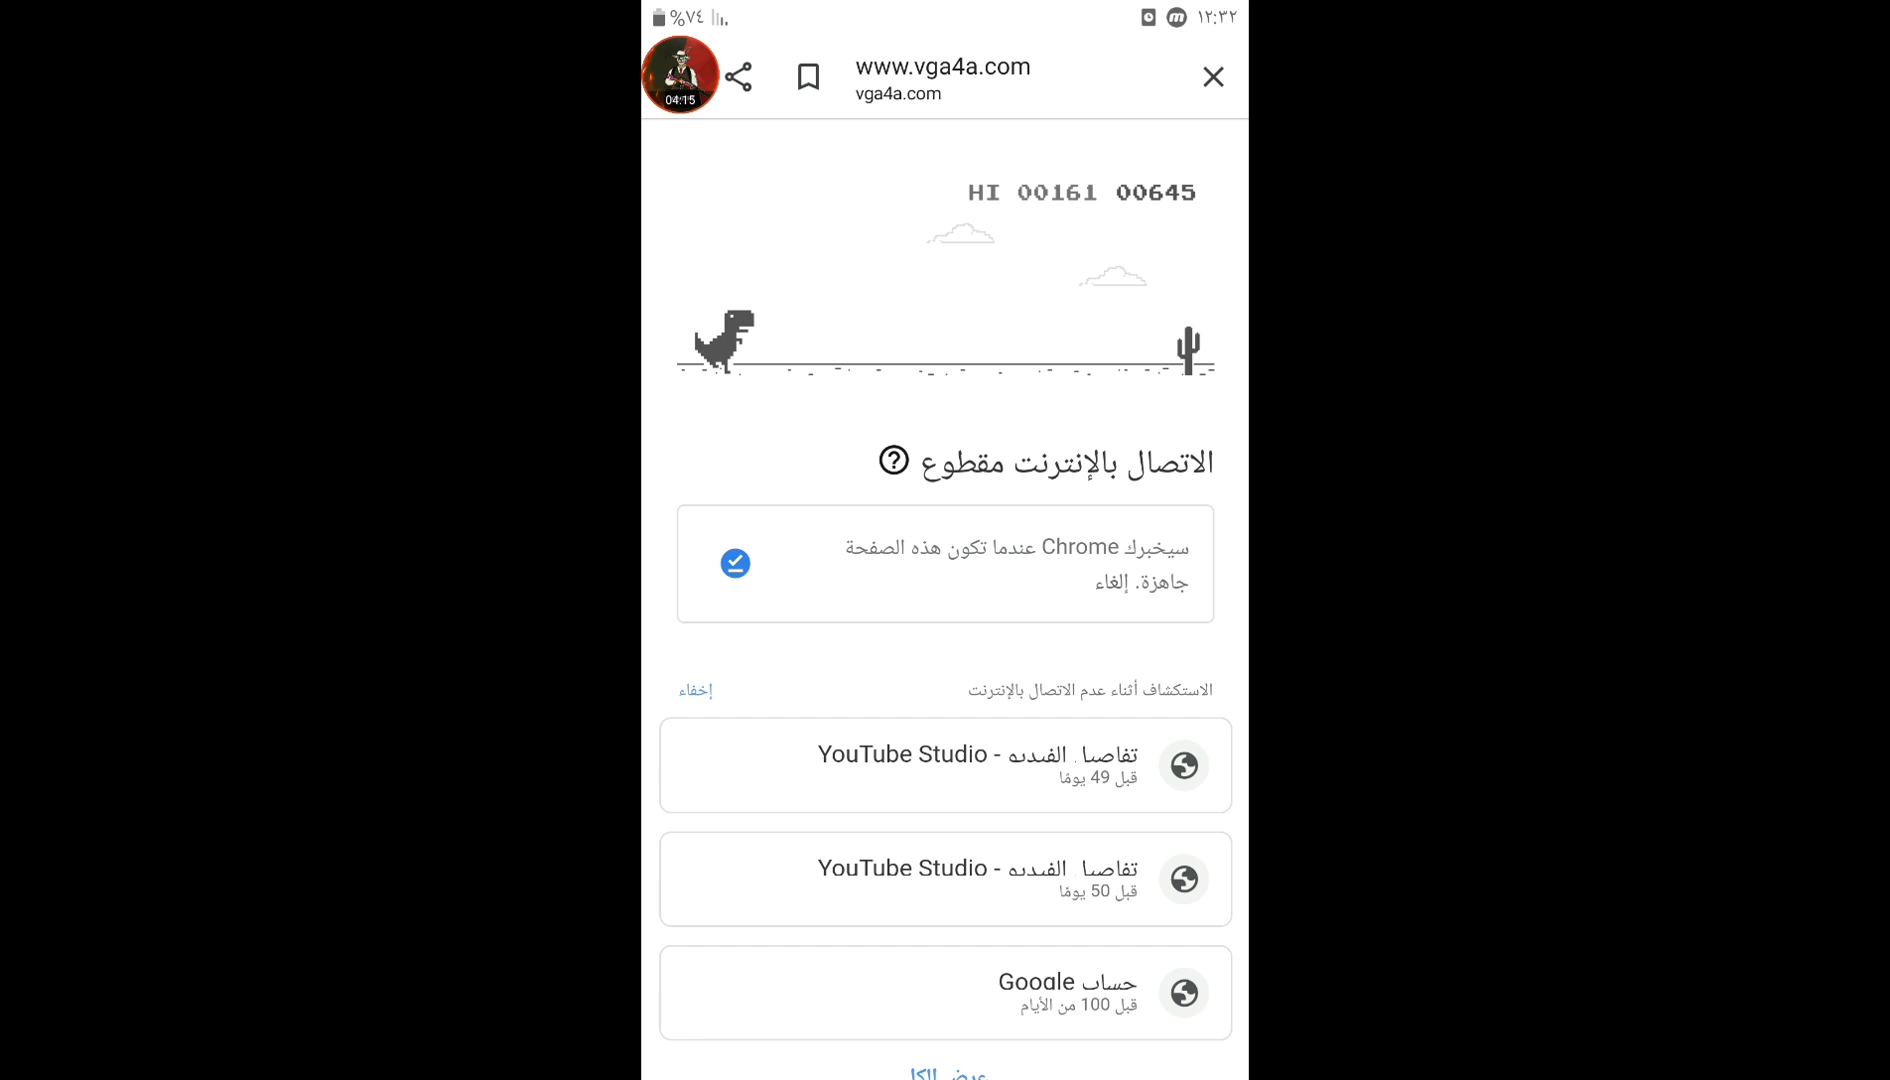 %٧٤ ١٢:٣٢
www.vga4a.com
vga4a.com
04:15
HI 00161 00645
الاتصال بالإنترنت مقطوع
سيخبرك Chrome عندما تكون هذه الصفحة
جاهزة. إلغاء
الاستكشاف أثناء عدم الاتصال بالإنترنت إخفاء
تفاصيل الفيديو - YouTube Studio
قبل 49 يومًا
تفاصيل الفيديو - YouTube Studio
قبل 50 يومًا
حساب Google
قبل 100 من الأيام
عرض الكل